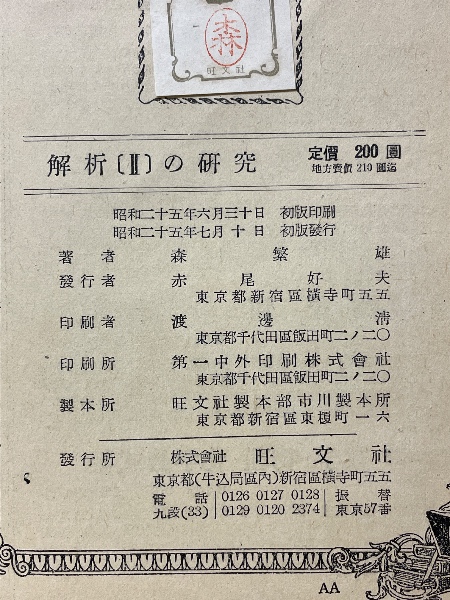 森
旺文社
解析〔II〕の研究 定價 200 圓
地方賣價 210 圓迄
昭和二十五年六月三十日 初版印刷
昭和二十五年七月十日 初版發行
著者 森繁雄
發行者 赤尾好夫
東京都新宿區横寺町五五
印刷者 渡邊淸
東京都千代田區飯田町二ノ二〇
印刷所 第一中外印刷株式會社
東京都千代田區飯田町二ノ二〇
製本所 旺文社製本部市川製本所
東京都新宿區東榎町一六
發行所 株式會社 旺文社
東京都(牛込局區內)新宿區横寺町五五
電話 0126 0127 0128 振替
九段(33) 0129 0120 2374 東京57番
AA